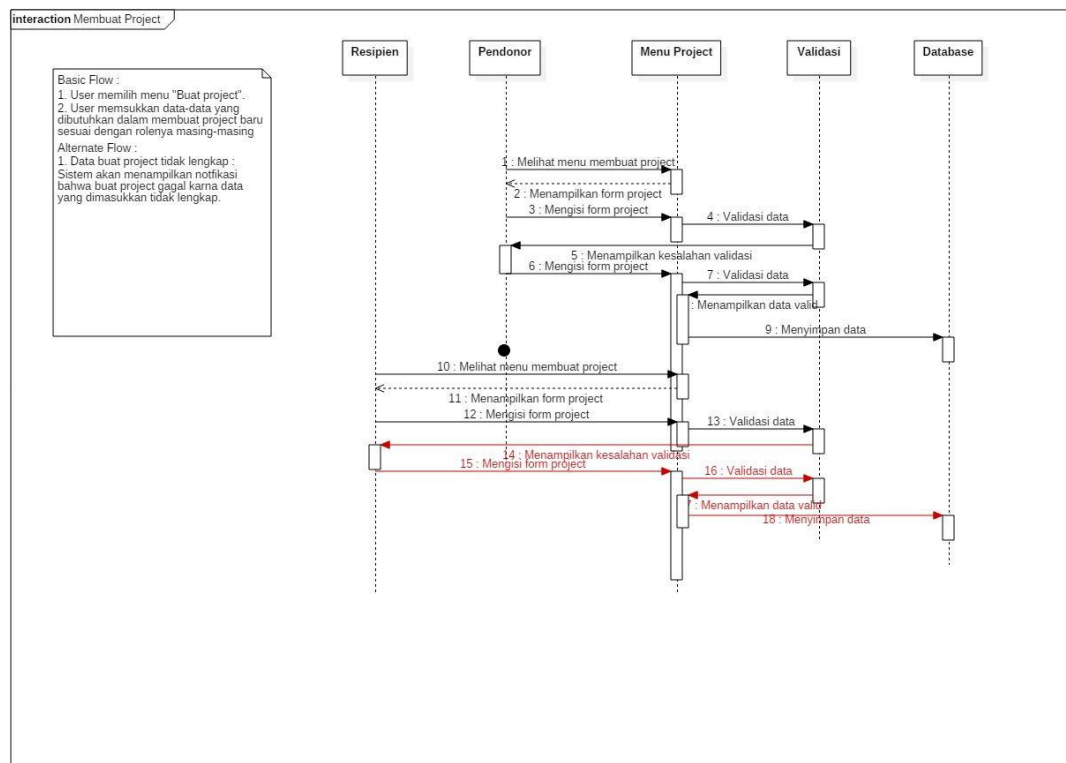 interaction Membuat Project
Resipien
Pendonor
Menu Project
Validasi
Database
Basic Flow :
1. User memilih menu "Buat project".
2. User memsukkan data-data yang
dibutuhkan dalam membuat project baru
sesuai dengan rolenya masing-masing
Alternate Flow :
1. Data buat project tidak lengkap :
Sistem akan menampilkan notfikasi
bahwa buat project gagal karna data
yang dimasukkan tidak lengkap.
1 : Melihat menu membuat project
2 : Menampilkan form project
3 : Mengisi form project
4 : Validasi data
5 : Menampilkan kesalahan validasi
6 : Mengisi form project
7 : Validasi data
: Menampilkan data valid
9 : Menyimpan data
10 : Melihat menu membuat project
11 : Menampilkan form project
12 : Mengisi form project
13 : Validasi data
14 : Menampilkan kesalahan validasi
15 : Mengisi form project
16 : Validasi data
7 : Menampilkan data valid
18 : Menyimpan data